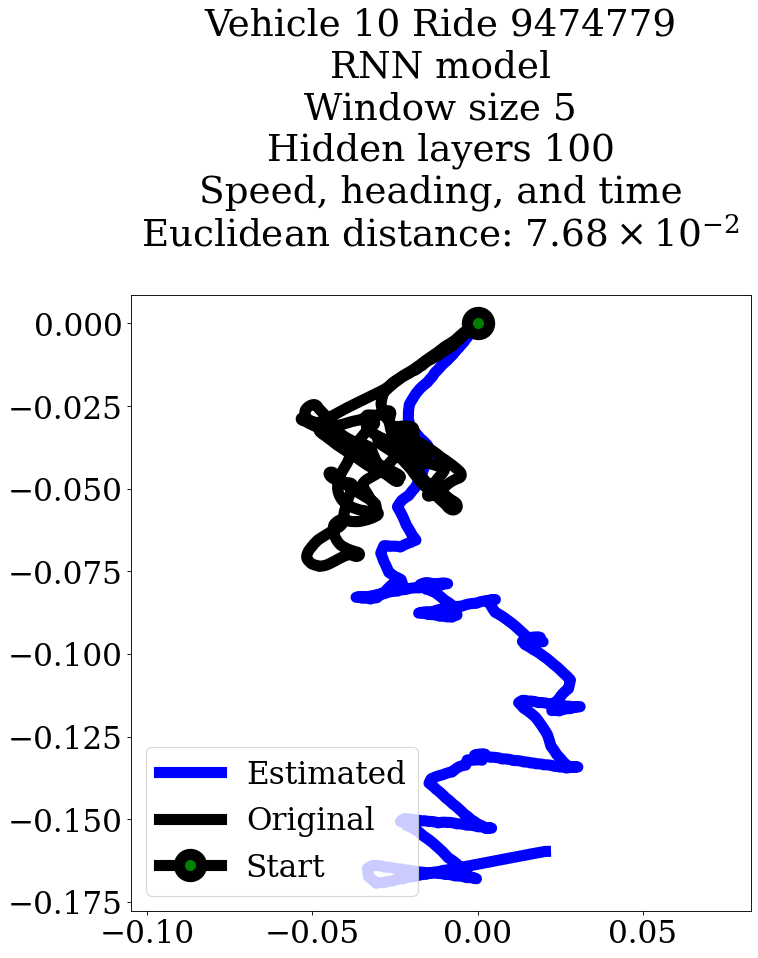 Vehicle 10 Ride 9474779
RNN model
Window size 5
Hidden layers 100
Speed, heading, and time
Euclidean distance: 7.68 × 10⁻²
0.000
−0.025
−0.050
−0.075
−0.100
−0.125
−0.150
−0.175
Estimated
Original
Start
−0.10
−0.05
0.00
0.05